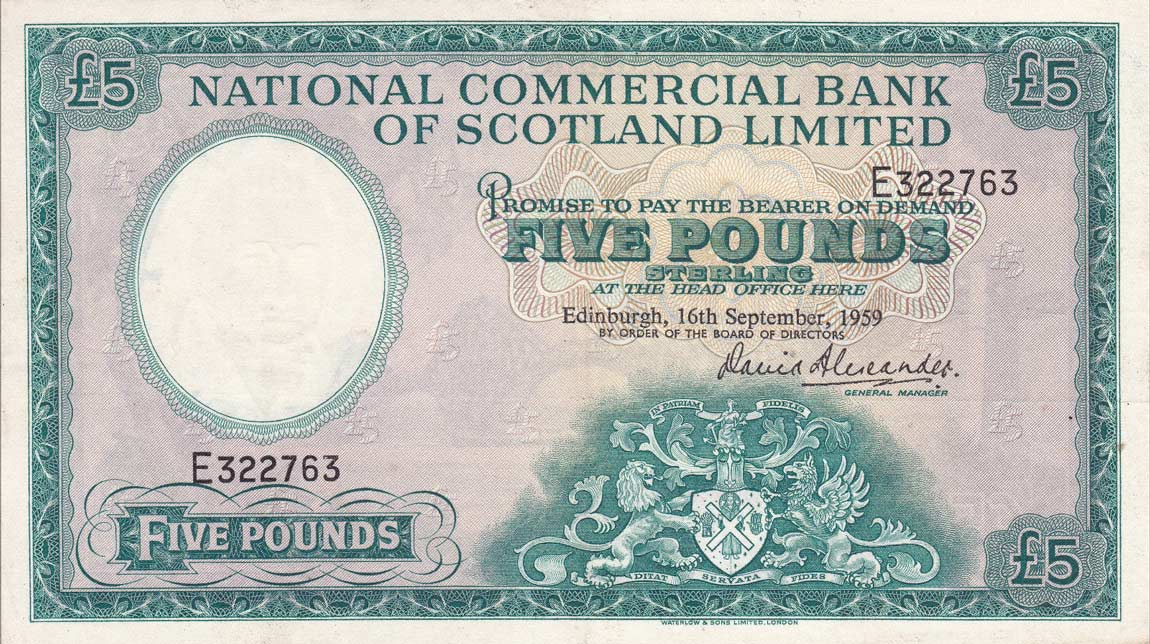 £5
£5
NATIONAL COMMERCIAL BANK
OF SCOTLAND LIMITED
E322763
PROMISE TO PAY THE BEARER ON DEMAND
FIVE POUNDS
STERLING
AT THE HEAD OFFICE HERE
Edinburgh, 16th September, 1959
BY ORDER OF THE BOARD OF DIRECTORS
David Alexander.
GENERAL MANAGER
IN PATRIAM FIDELIS
E322763
FIVE POUNDS
DITAT SERVATA FIDES
£5
WATERLOW & SONS LIMITED, LONDON